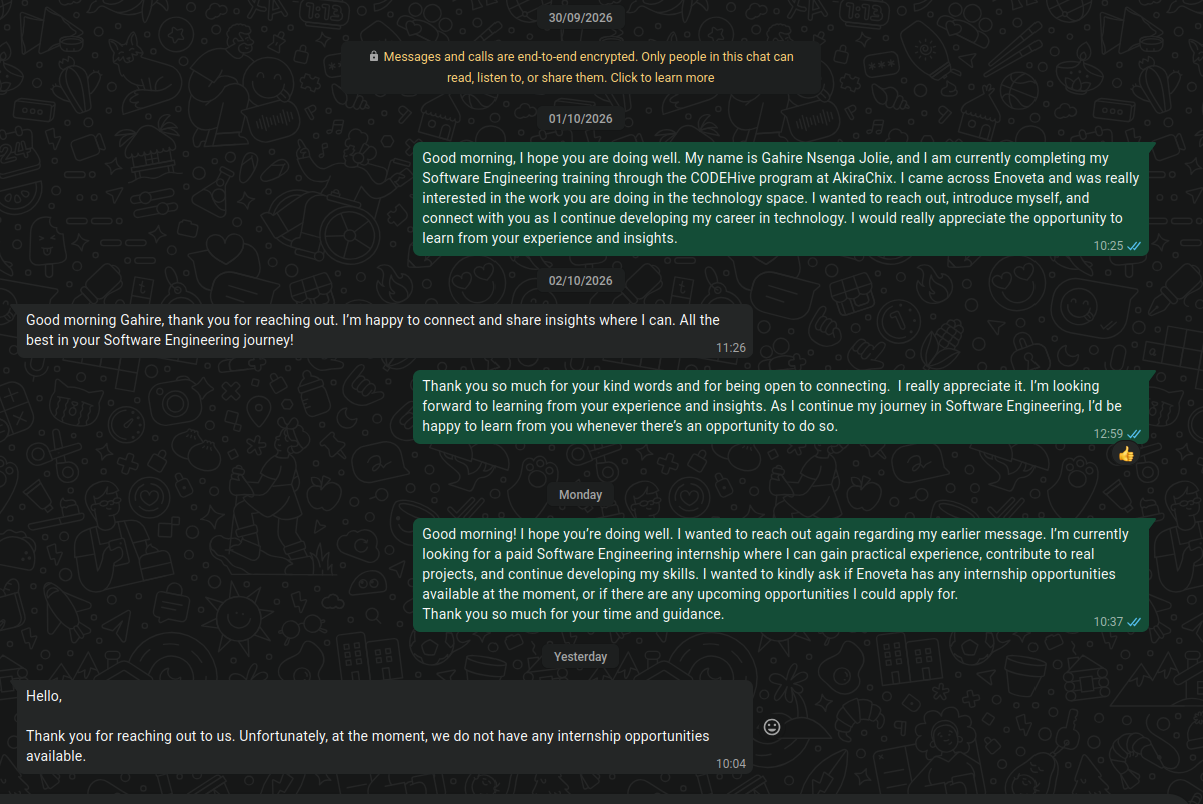 30/09/2026
Messages and calls are end-to-end encrypted. Only people in this chat can
read, listen to, or share them. Click to learn more
01/10/2026
Good morning, I hope you are doing well. My name is Gahire Nsenga Jolie, and I am currently completing my
Software Engineering training through the CODEHive program at AkiraChix. I came across Enoveta and was really
interested in the work you are doing in the technology space. I wanted to reach out, introduce myself, and
connect with you as I continue developing my career in technology. I would really appreciate the opportunity to
learn from your experience and insights.
10:25
02/10/2026
Good morning Gahire, thank you for reaching out. I’m happy to connect and share insights where I can. All the
best in your Software Engineering journey!
11:26
Thank you so much for your kind words and for being open to connecting.  I really appreciate it. I’m looking
forward to learning from your experience and insights. As I continue my journey in Software Engineering, I’d be
happy to learn from you whenever there’s an opportunity to do so.
12:59
👍
Monday
Good morning! I hope you’re doing well. I wanted to reach out again regarding my earlier message. I’m currently
looking for a paid Software Engineering internship where I can gain practical experience, contribute to real
projects, and continue developing my skills. I wanted to kindly ask if Enoveta has any internship opportunities
available at the moment, or if there are any upcoming opportunities I could apply for.
Thank you so much for your time and guidance.
10:37
Yesterday
Hello,
Thank you for reaching out to us. Unfortunately, at the moment, we do not have any internship opportunities
available.
10:04